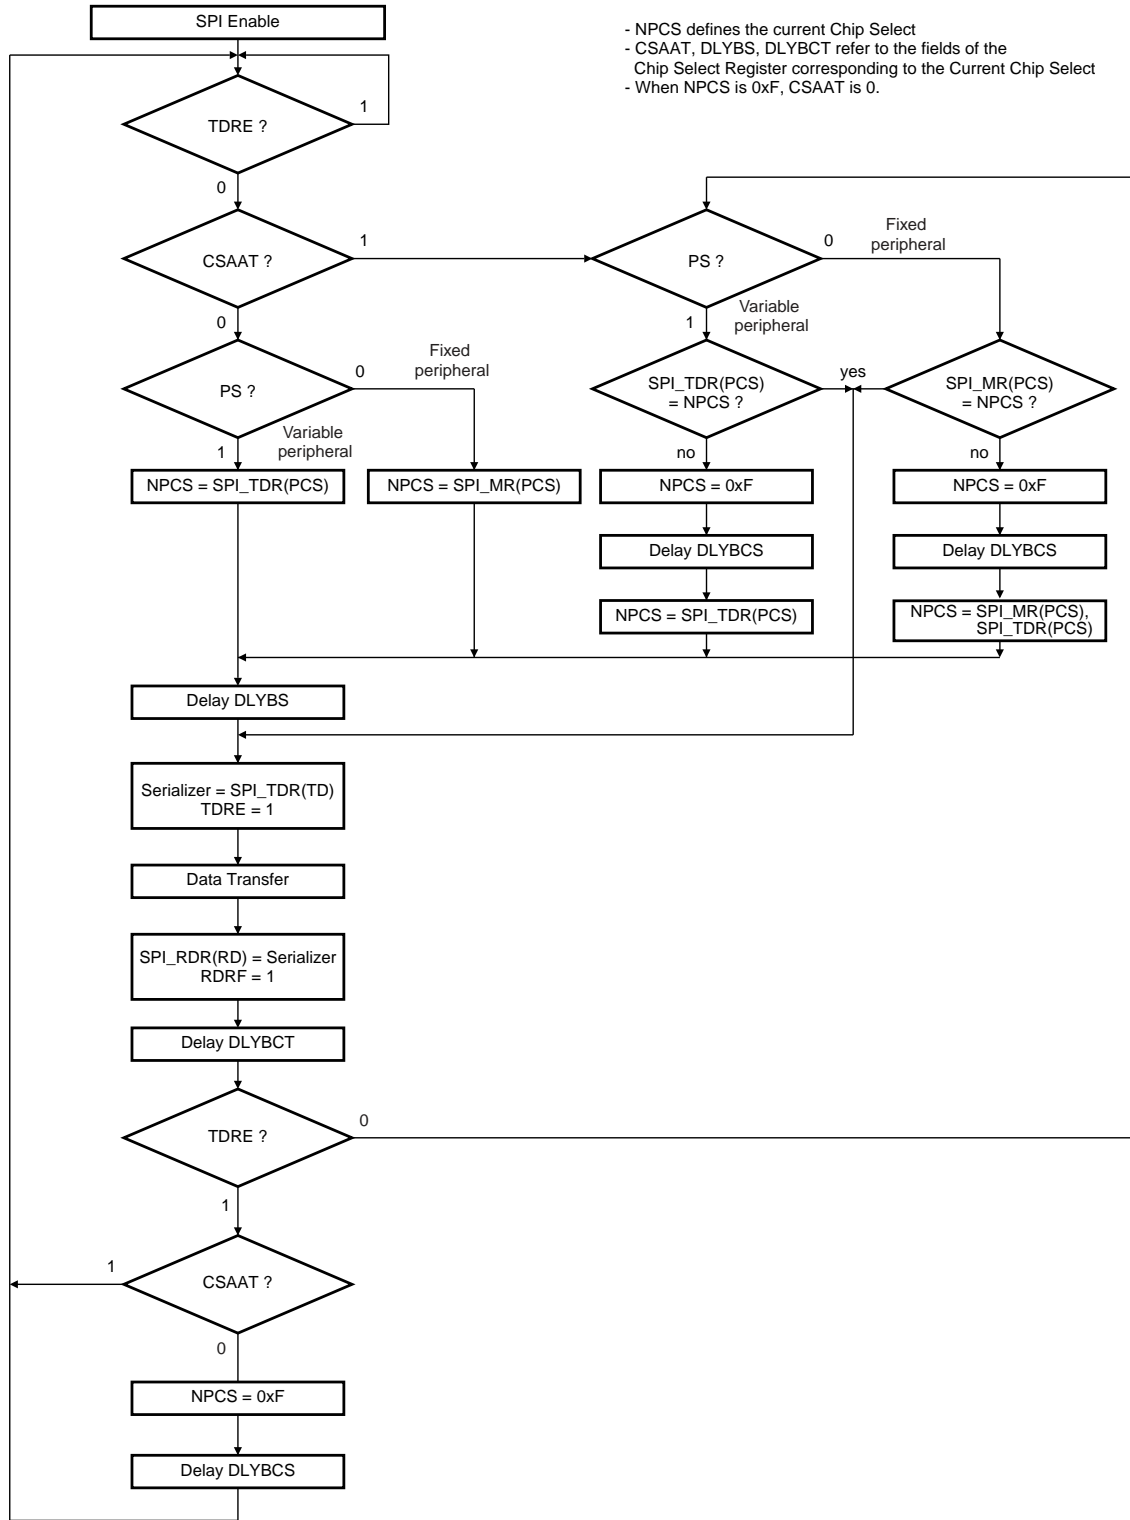 SPI Enable
- NPCS defines the current Chip Select
- CSAAT, DLYBS, DLYBCT refer to the fields of the
Chip Select Register corresponding to the Current Chip Select
- When NPCS is 0xF, CSAAT is 0.
TDRE ?
1
0
CSAAT ?
1
0
PS ?
0
Fixed
peripheral
1
Variable
peripheral
PS ?
0
Fixed
peripheral
1
Variable
peripheral
SPI_TDR(PCS)
= NPCS ?
yes
SPI_MR(PCS)
= NPCS ?
no
no
NPCS = SPI_TDR(PCS)
NPCS = SPI_MR(PCS)
NPCS = 0xF
NPCS = 0xF
Delay DLYBCS
Delay DLYBCS
NPCS = SPI_TDR(PCS)
NPCS = SPI_MR(PCS),
SPI_TDR(PCS)
Delay DLYBS
Serializer = SPI_TDR(TD)
TDRE = 1
Data Transfer
SPI_RDR(RD) = Serializer
RDRF = 1
Delay DLYBCT
TDRE ?
0
1
CSAAT ?
1
0
NPCS = 0xF
Delay DLYBCS